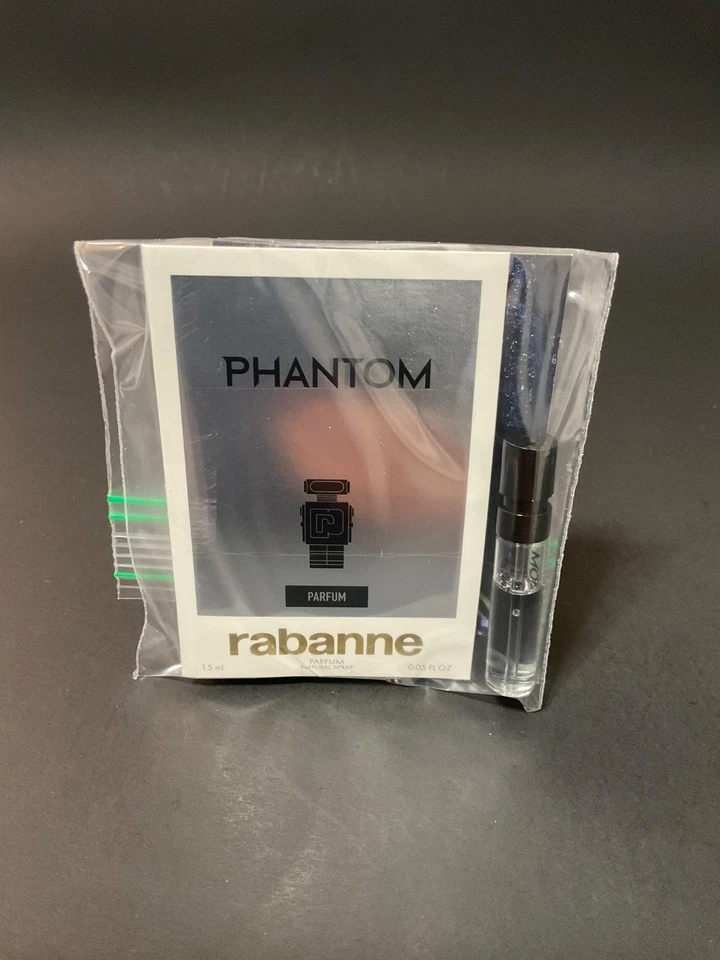 PHANTOM
PARFUM
rabanne
PARFUM
NATURAL SPRAY
1.5 ml
0.05 FL OZ